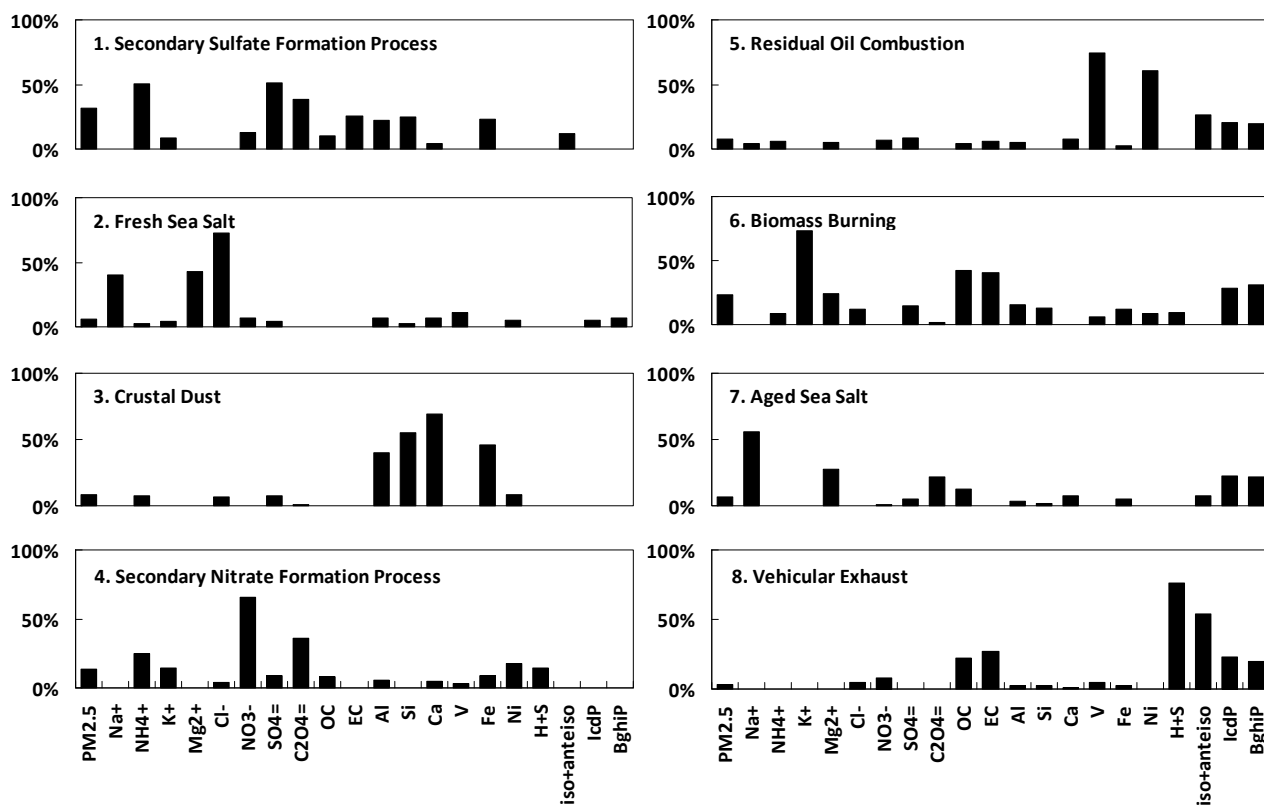 100%
1. Secondary Sulfate Formation Process
50%
0%
100%
2. Fresh Sea Salt
50%
0%
100%
3. Crustal Dust
50%
0%
100%
4. Secondary Nitrate Formation Process
50%
0%
PM2.5
Na+
NH4+
K+
Mg2+
Cl-
NO3-
SO4=
C2O4=
OC
EC
Al
Si
Ca
V
Fe
Ni
H+S
iso+anteiso
IcdP
BghiP
100%
5. Residual Oil Combustion
50%
0%
100%
6. Biomass Burning
50%
0%
100%
7. Aged Sea Salt
50%
0%
100%
8. Vehicular Exhaust
50%
0%
PM2.5
Na+
NH4+
K+
Mg2+
Cl-
NO3-
SO4=
C2O4=
OC
EC
Al
Si
Ca
V
Fe
Ni
H+S
iso+anteiso
IcdP
BghiP